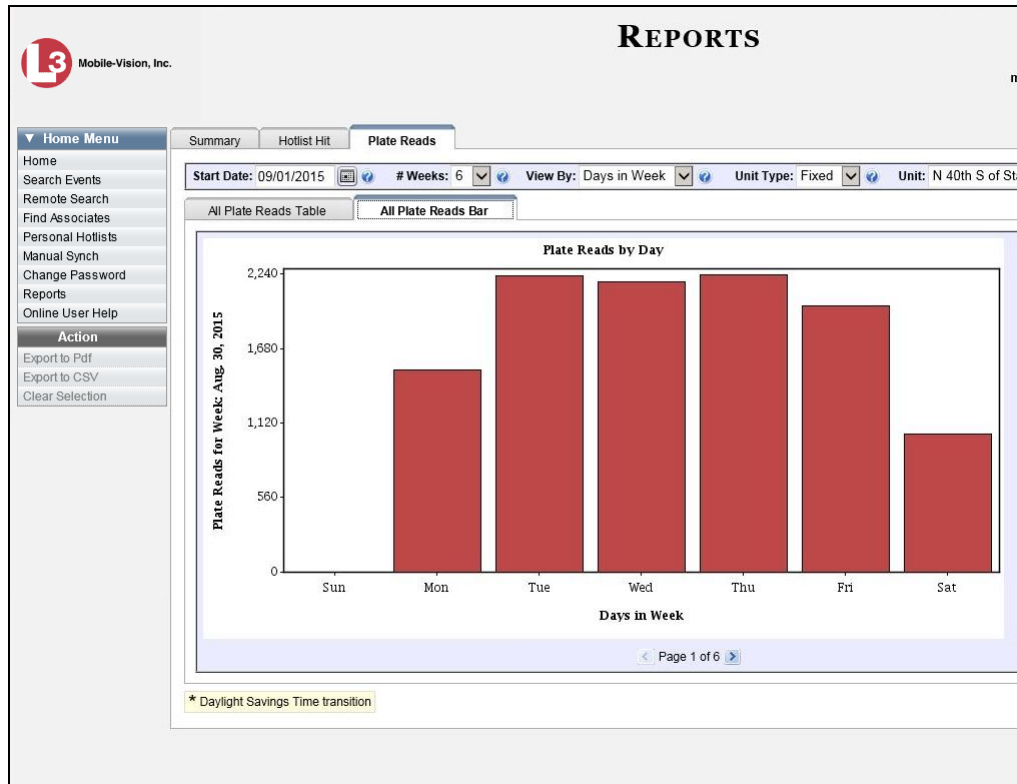 REPORTS
L3 Mobile-Vision, Inc.
m
▼ Home Menu
Home
Search Events
Remote Search
Find Associates
Personal Hotlists
Manual Synch
Change Password
Reports
Online User Help
Action
Export to Pdf
Export to CSV
Clear Selection
Summary Hotlist Hit Plate Reads
Start Date: 09/01/2015 # Weeks: 6 View By: Days in Week Unit Type: Fixed Unit: N 40th S of Sta
All Plate Reads Table All Plate Reads Bar
Plate Reads by Day
Plate Reads for Week: Aug. 30, 2015
2,240
1,680
1,120
560
0
Sun Mon Tue Wed Thu Fri Sat
Days in Week
< Page 1 of 6 >
* Daylight Savings Time transition